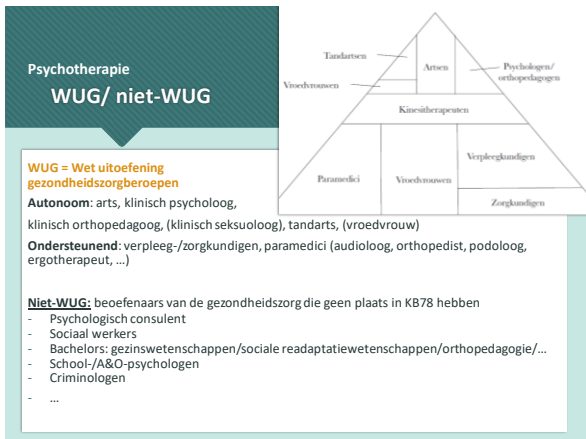 Psychotherapie
WUG/ niet-WUG
Tandartsen
Artsen
Psychologen/
orthopedagogen
Vroedvrouwen
Kinesitherapeuten
Paramedici
Vroedvrouwen
Verpleegkundigen
Zorgkundigen
WUG = Wet uitoefening
gezondheidszorgberoepen
Autonoom: arts, klinisch psycholoog,
klinisch orthopedagoog, (klinisch seksuoloog), tandarts, (vroedvrouw)
Ondersteunend: verpleeg-/zorgkundigen, paramedici (audioloog, orthopedist, podoloog,
ergotherapeut, ...)
Niet-WUG: beoefenaars van de gezondheidszorg die geen plaats in KB78 hebben
- Psychologisch consulent
- Sociaal werkers
- Bachelors: gezinswetenschappen/sociale readaptatiewetenschappen/orthopedagogie/...
- School-/A&O-psychologen
- Criminologen
- ...